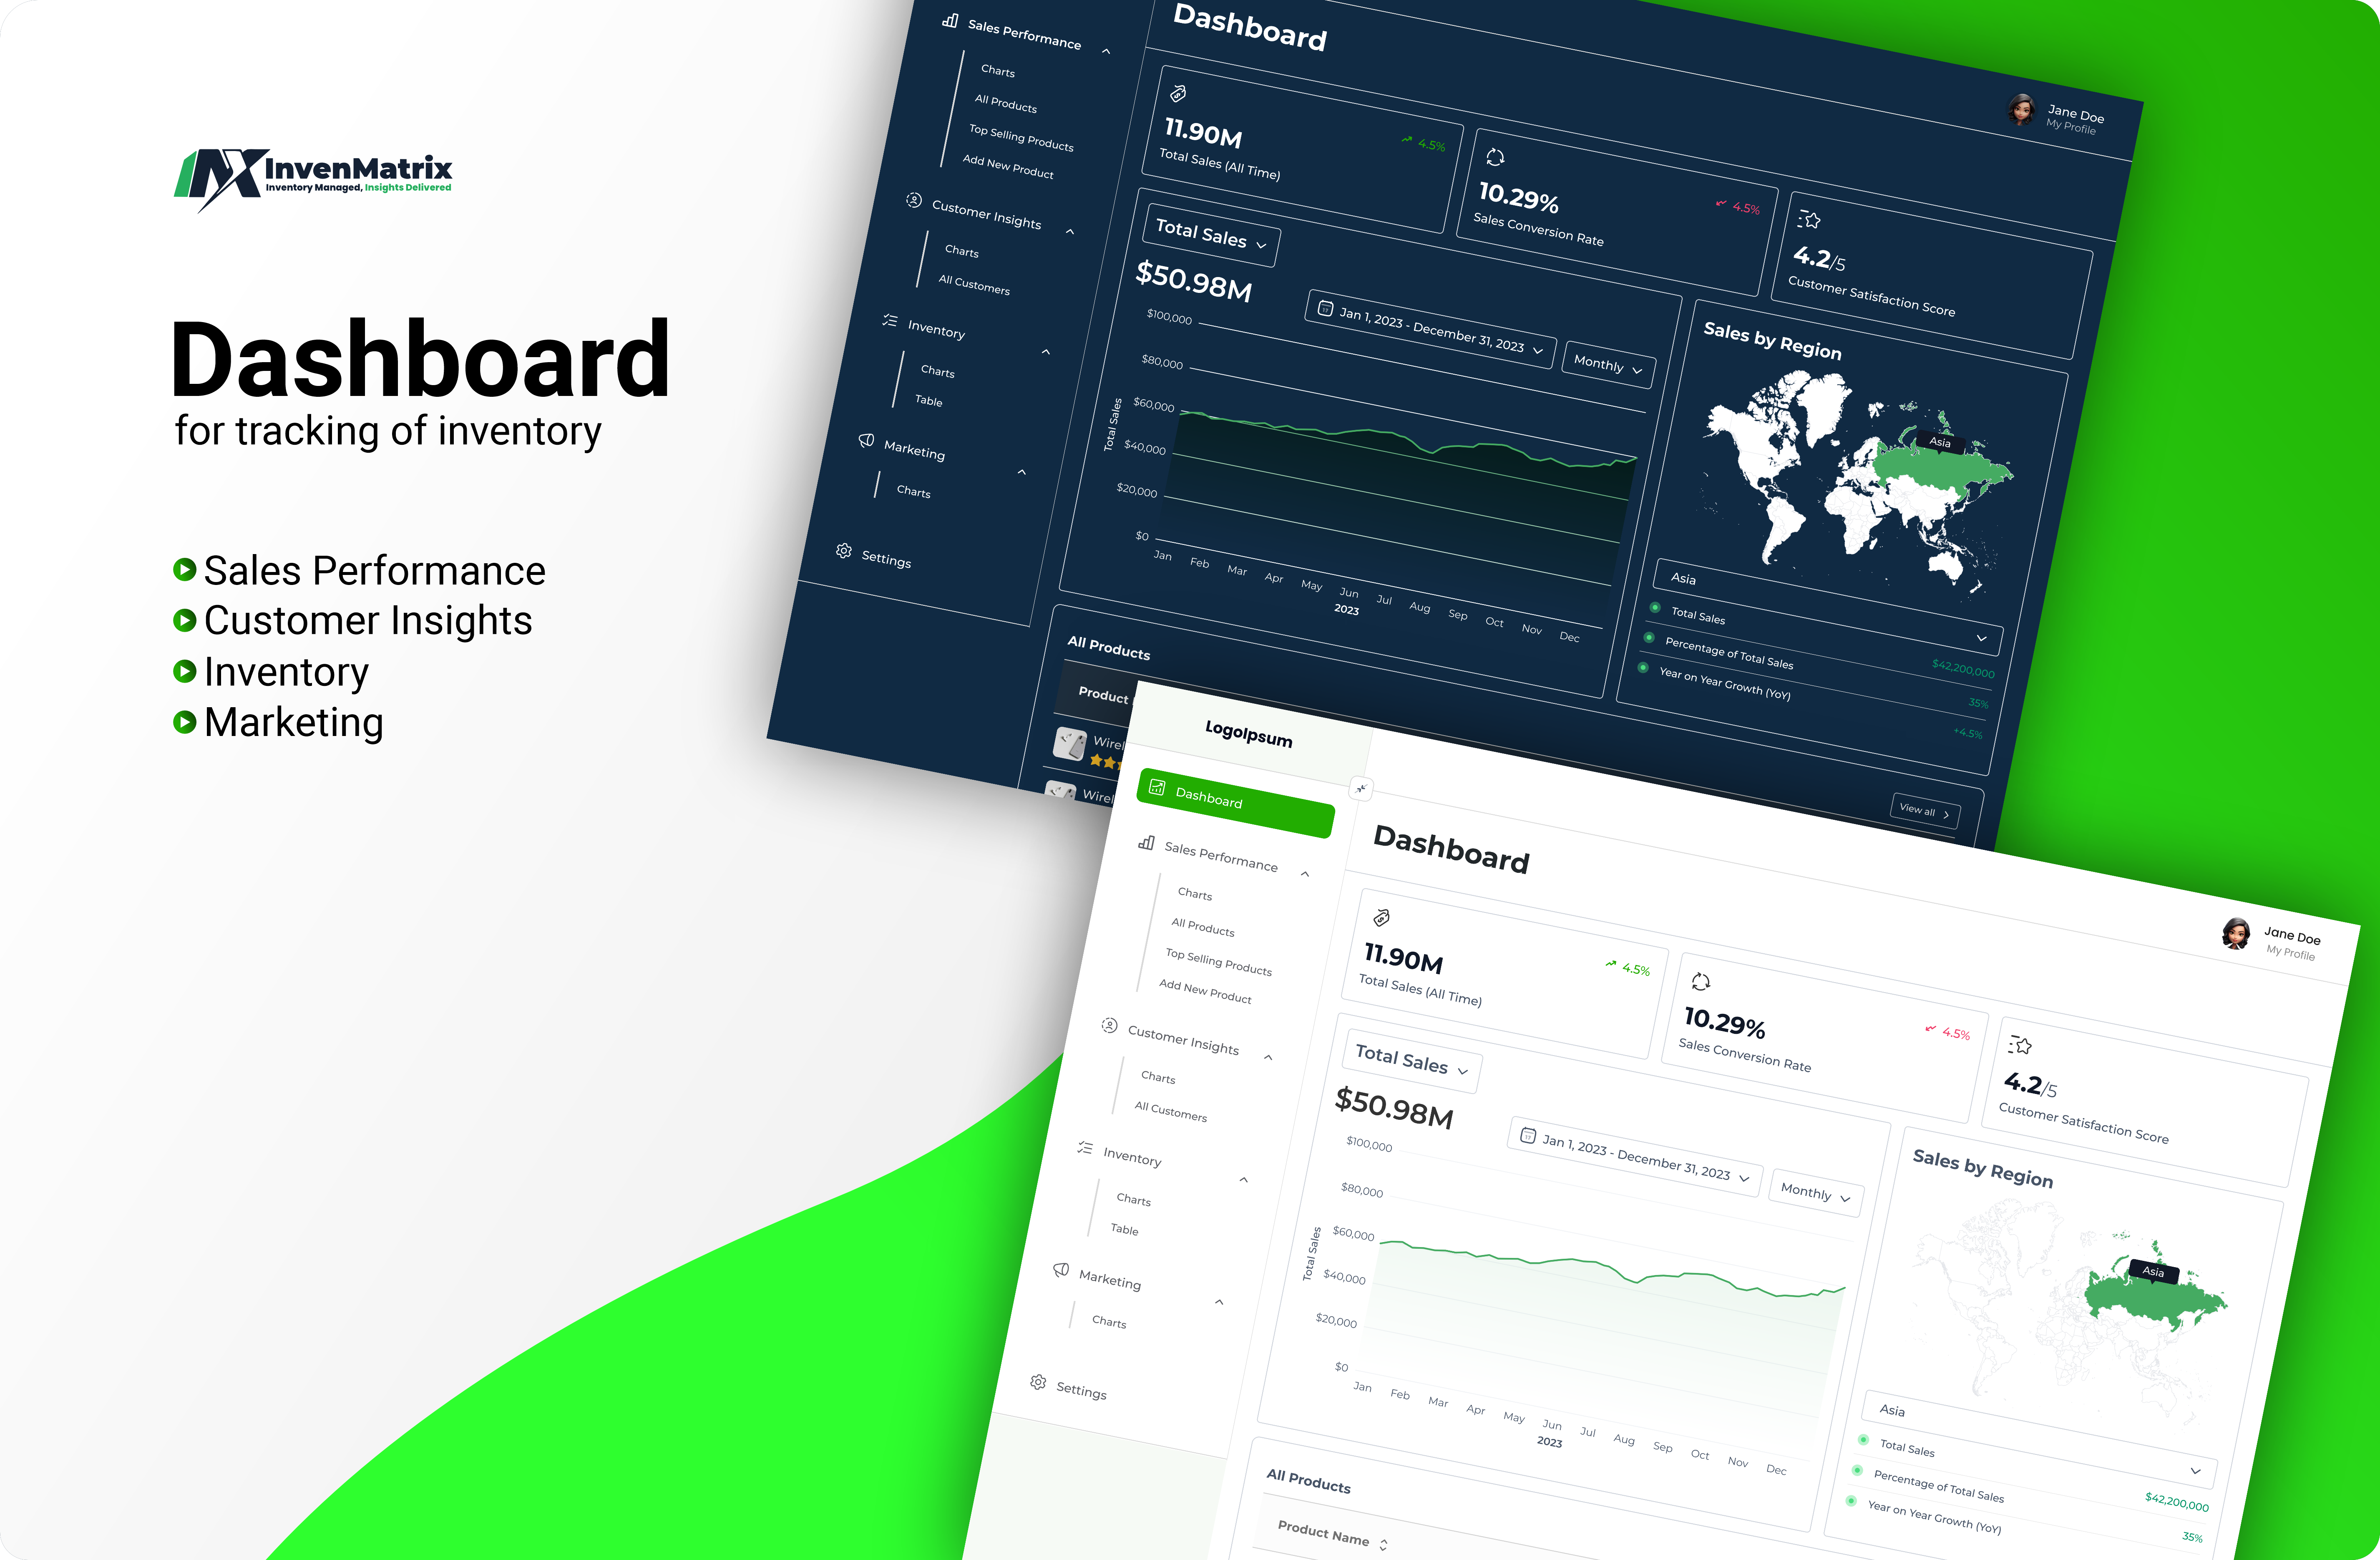 InvenMatrix
Inventory Managed, Insights Delivered
Dashboard
for tracking of inventory
Sales Performance
Customer Insights
Inventory
Marketing
Sales Performance
Charts
All Products
Top Selling Products
Add New Product
Customer Insights
Charts
All Customers
Inventory
Charts
Table
Marketing
Charts
Settings
Dashboard
Jane Doe
My Profile
11.90M
4.5%
Total Sales (All Time)
10.29%
4.5%
Sales Conversion Rate
4.2/5
Customer Satisfaction Score
Total Sales
$50.98M
Jan 1, 2023 - December 31, 2023
Monthly
Total Sales
$100,000
$80,000
$60,000
$40,000
$20,000
$0
Jan Feb Mar Apr May Jun Jul Aug Sep Oct Nov Dec
2023
Sales by Region
Asia
Asia
Total Sales
$42,200,000
Percentage of Total Sales
35%
Year on Year Growth (YoY)
+4.5%
All Products
View all
Product
Wirel
Wirel
LogoIpsum
Dashboard
Sales Performance
Charts
All Products
Top Selling Products
Add New Product
Customer Insights
Charts
All Customers
Inventory
Charts
Table
Marketing
Charts
Settings
Dashboard
Jane Doe
My Profile
11.90M
4.5%
Total Sales (All Time)
10.29%
4.5%
Sales Conversion Rate
4.2/5
Customer Satisfaction Score
Total Sales
$50.98M
Jan 1, 2023 - December 31, 2023
Monthly
Total Sales
$100,000
$80,000
$60,000
$40,000
$20,000
$0
Jan Feb Mar Apr May Jun Jul Aug Sep Oct Nov Dec
2023
Sales by Region
Asia
Asia
Total Sales
$42,200,000
Percentage of Total Sales
35%
Year on Year Growth (YoY)
All Products
Product Name